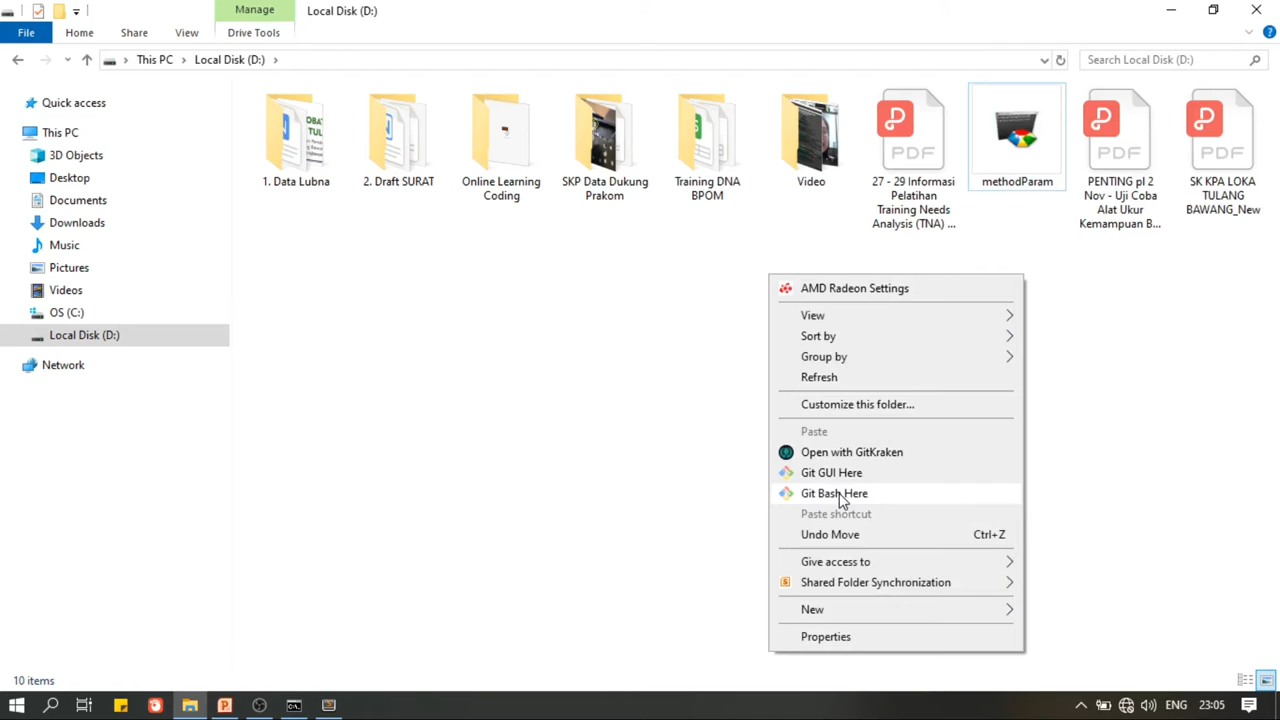 Manage
Local Disk (D:)
File
Home
Share
View
Drive Tools
This PC
Local Disk (D:)
Search Local Disk (D:)
Quick access
This PC
3D Objects
Desktop
Documents
Downloads
Music
Pictures
Videos
OS (C:)
Local Disk (D:)
Network
1. Data Lubna
2. Draft SURAT
Online Learning
Coding
SKP Data Dukung
Prakom
Training DNA
BPOM
Video
PDF
27 - 29 Informasi
Pelatihan
Training Needs
Analysis (TNA) ...
methodParam
PDF
PENTING pl 2
Nov - Uji Coba
Alat Ukur
Kemampuan B...
PDF
SK KPA LOKA
TULANG
BAWANG_New
AMD Radeon Settings
View
Sort by
Group by
Refresh
Customize this folder...
Paste
Open with GitKraken
Git GUI Here
Git Bash Here
Paste shortcut
Undo Move Ctrl+Z
Give access to
Shared Folder Synchronization
New
Properties
10 items
ENG
23:05